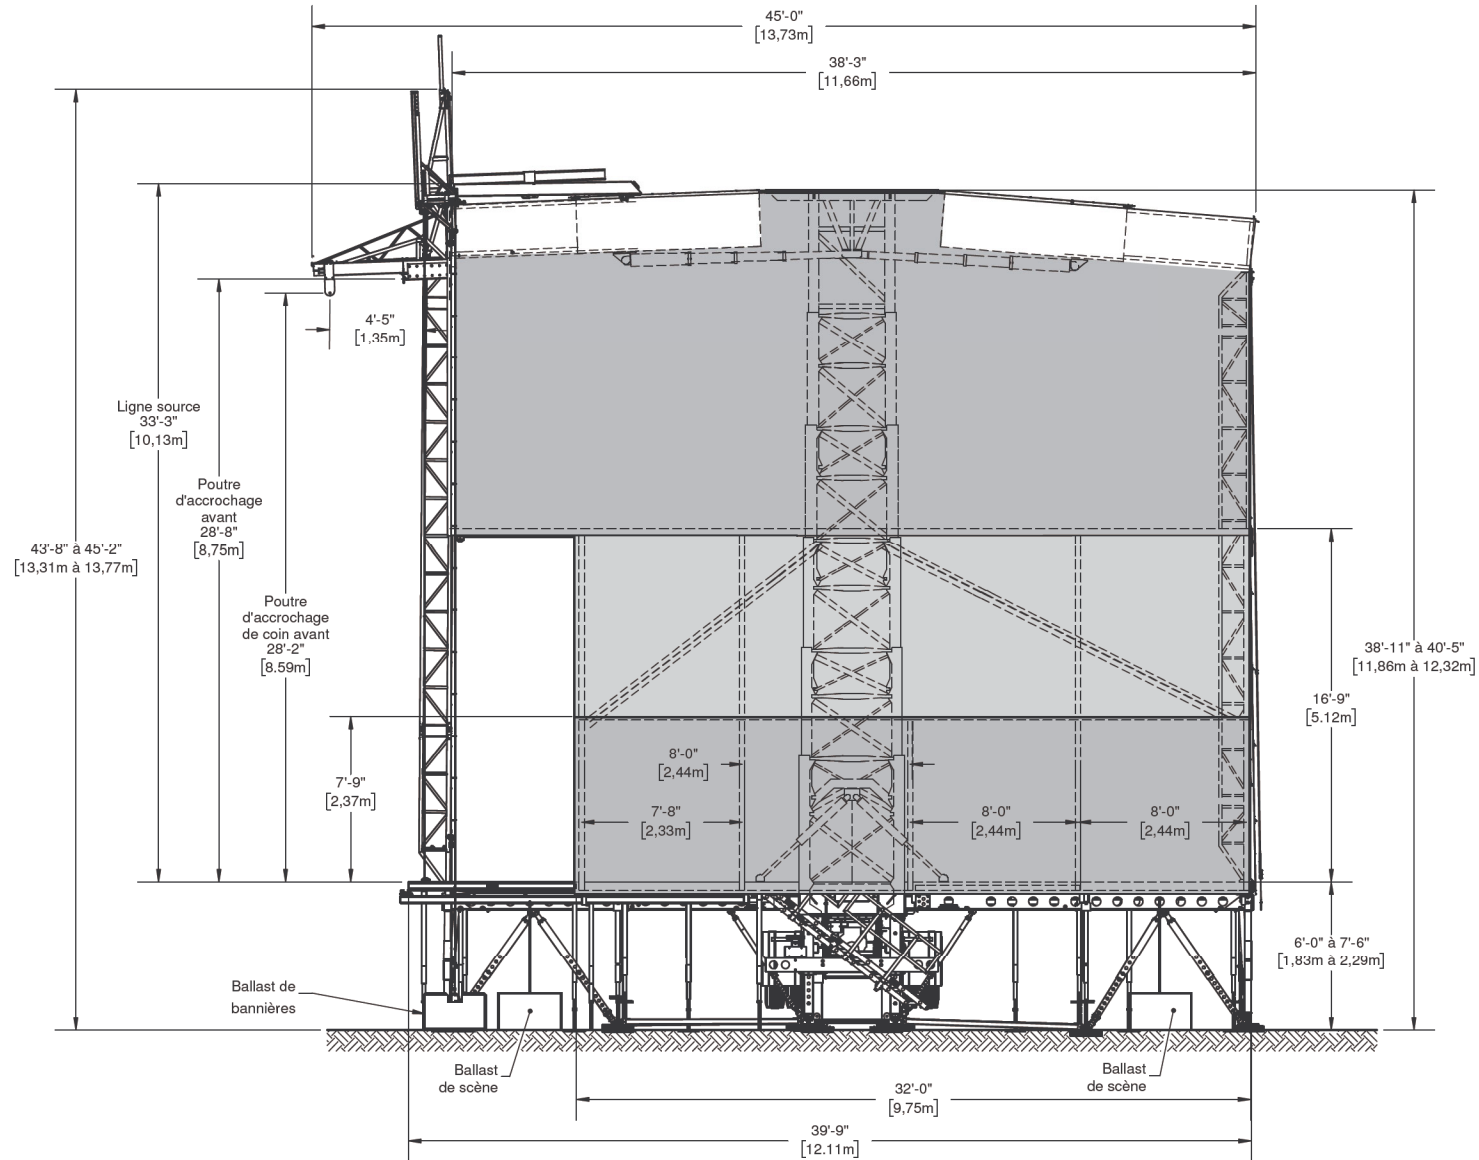 45'-0"
[13,73m]
38'-3"
[11,66m]
4'-5"
[1,35m]
Ligne source
33'-3"
[10,13m]
Poutre
d'accrochage
avant
28'-8"
[8,75m]
43'-8" à 45'-2"
[13,31m à 13,77m]
Poutre
d'accrochage
de coin avant
28'-2"
[8.59m]
38'-11" à 40'-5"
[11,86m à 12,32m]
16'-9"
[5.12m]
7'-9"
[2,37m]
8'-0"
[2,44m]
7'-8"
[2,33m]
8'-0"
[2,44m]
8'-0"
[2,44m]
6'-0" à 7'-6"
[1,83m à 2,29m]
Ballast de
bannières
Ballast
de scène
Ballast
de scène
32'-0"
[9,75m]
39'-9"
[12.11m]